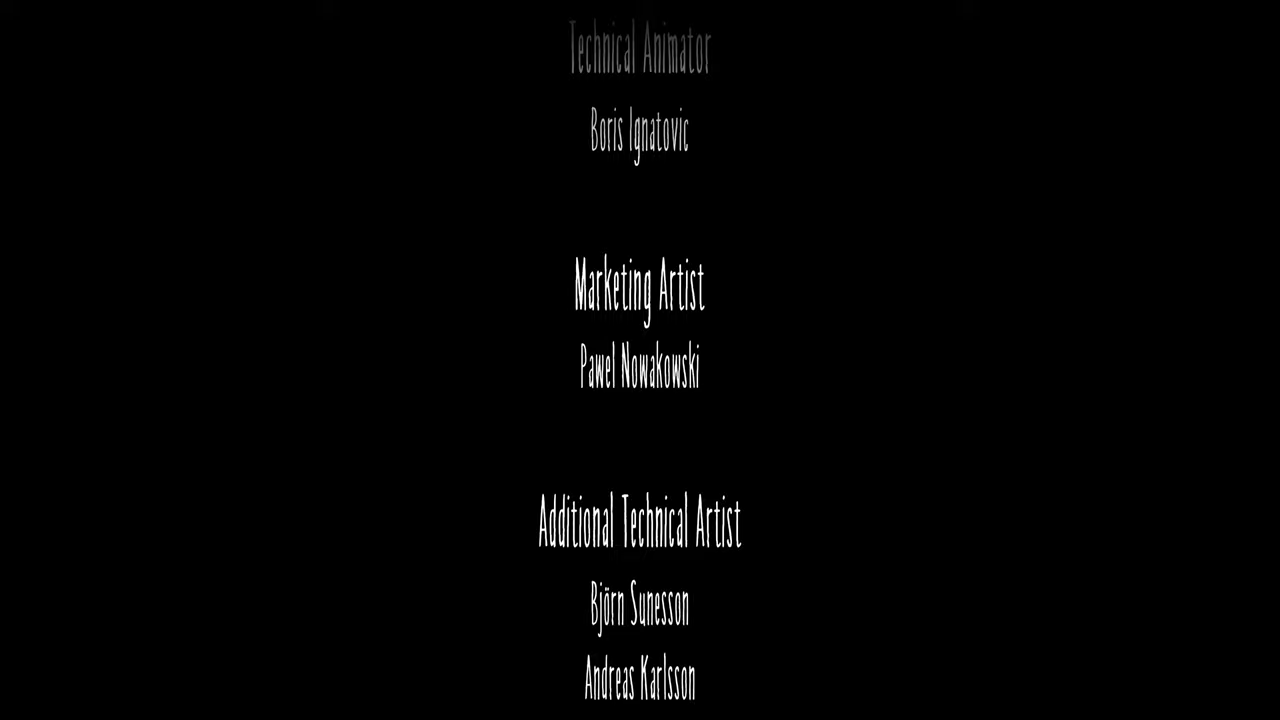 Technical Animator
Boris Ignatovic
Marketing Artist
Pawel Nowakowski
Additional Technical Artist
Björn Sunesson
Andreas Karlsson